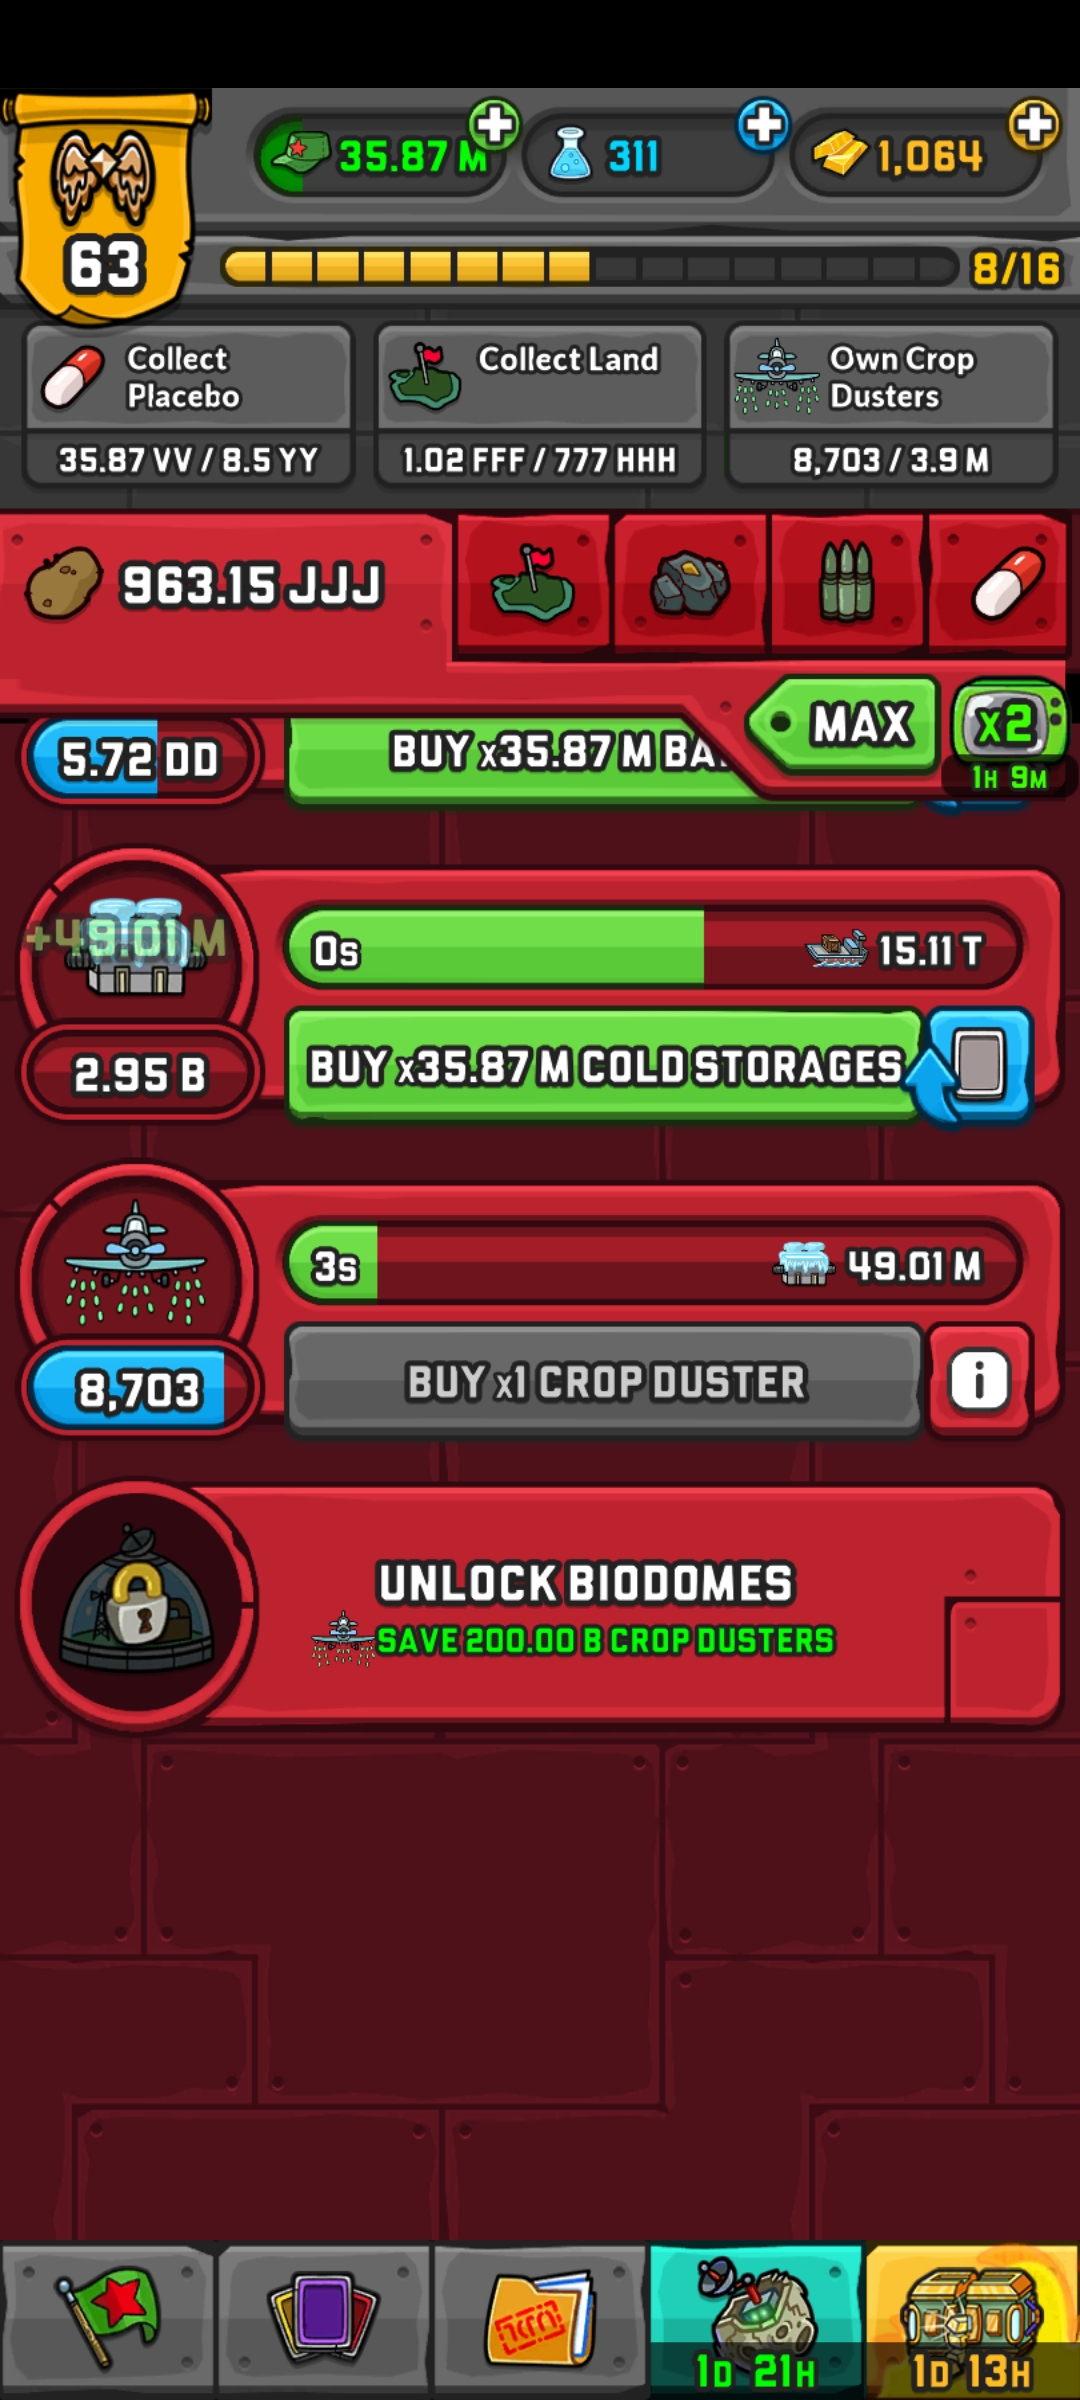 35.87 M
311
1,064
63
8/16
Collect
Placebo
35.87 VV / 8.5 YY
Collect Land
1.02 FFF / 777 HHH
Own Crop
Dusters
8,703 / 3.9 M
963.15 JJJ
MAX
x2
1H 9M
5.72 DD
BUY x35.87 M
+49.01 M
0s
15.11 T
2.95 B
BUY x35.87 M COLD STORAGES
3s
49.01 M
8,703
BUY x1 CROP DUSTER
i
UNLOCK BIODOMES
SAVE 200.00 B CROP DUSTERS
1D 21H
1D 13H